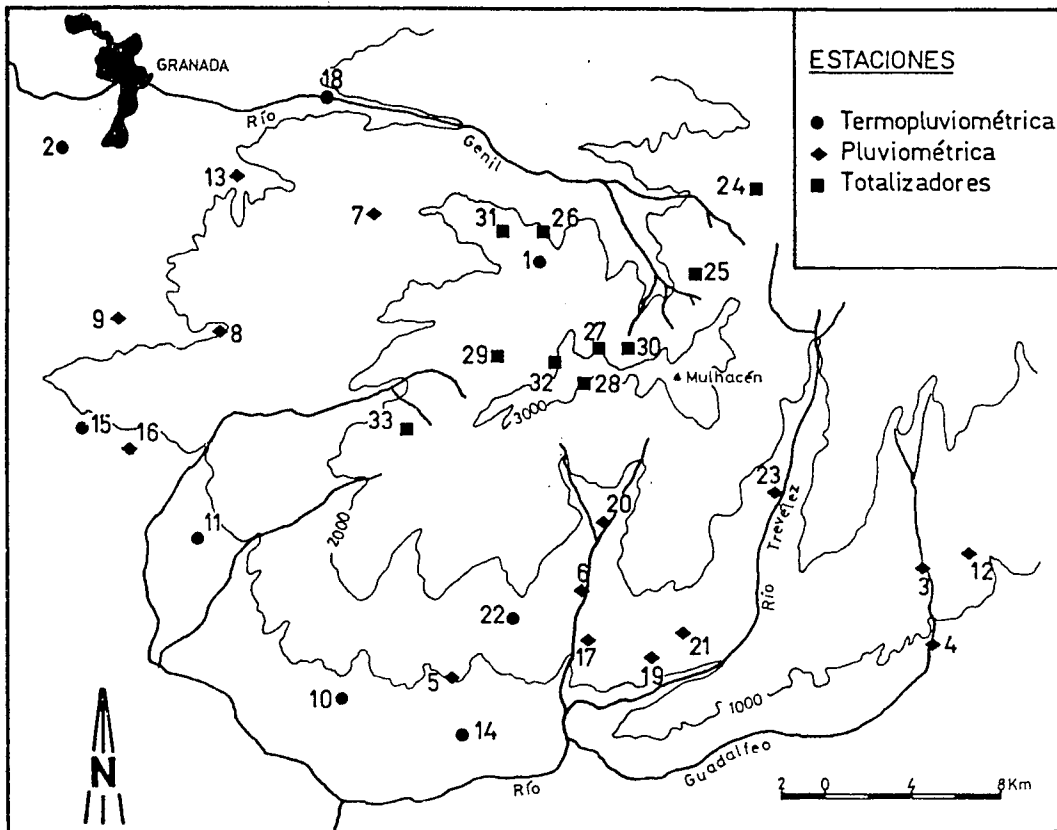 GRANADA
ESTACIONES
Termopluviométrica
Pluviométrica
Totalizadores
18
Río
Genil
2
13
7
24
31
26
1
25
9
8
27
30
29
32
28
Mulhacén
3000
33
15
16
23
20
Trevélez
Río
11
2000
12
3
6
22
17
21
19
4
5
10
1000
14
Guadalfeo
Río
N
2 0 4 8 Km